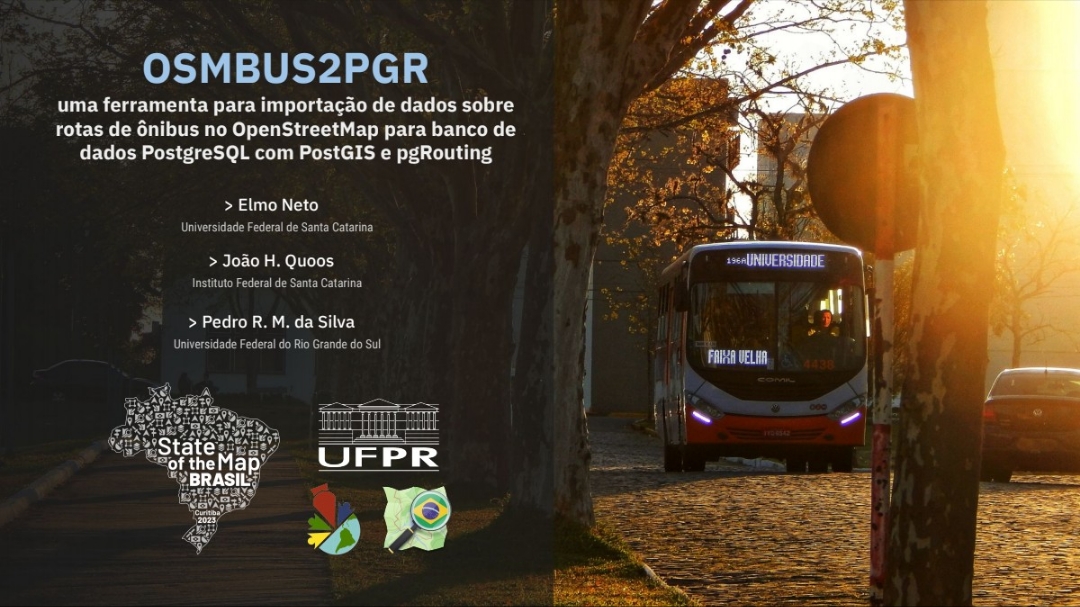 OSMBUS2PGR
uma ferramenta para importação de dados sobre
rotas de ônibus no OpenStreetMap para banco de
dados PostgreSQL com PostGIS e pgRouting
> Elmo Neto
Universidade Federal de Santa Catarina
> João H. Quoos
Instituto Federal de Santa Catarina
> Pedro R. M. da Silva
Universidade Federal do Rio Grande do Sul
State
of the Map
BRASIL
Curitiba
2023
UFPR
196A UNIVERSIDADE
FAIXA VELHA
4436
COMIL